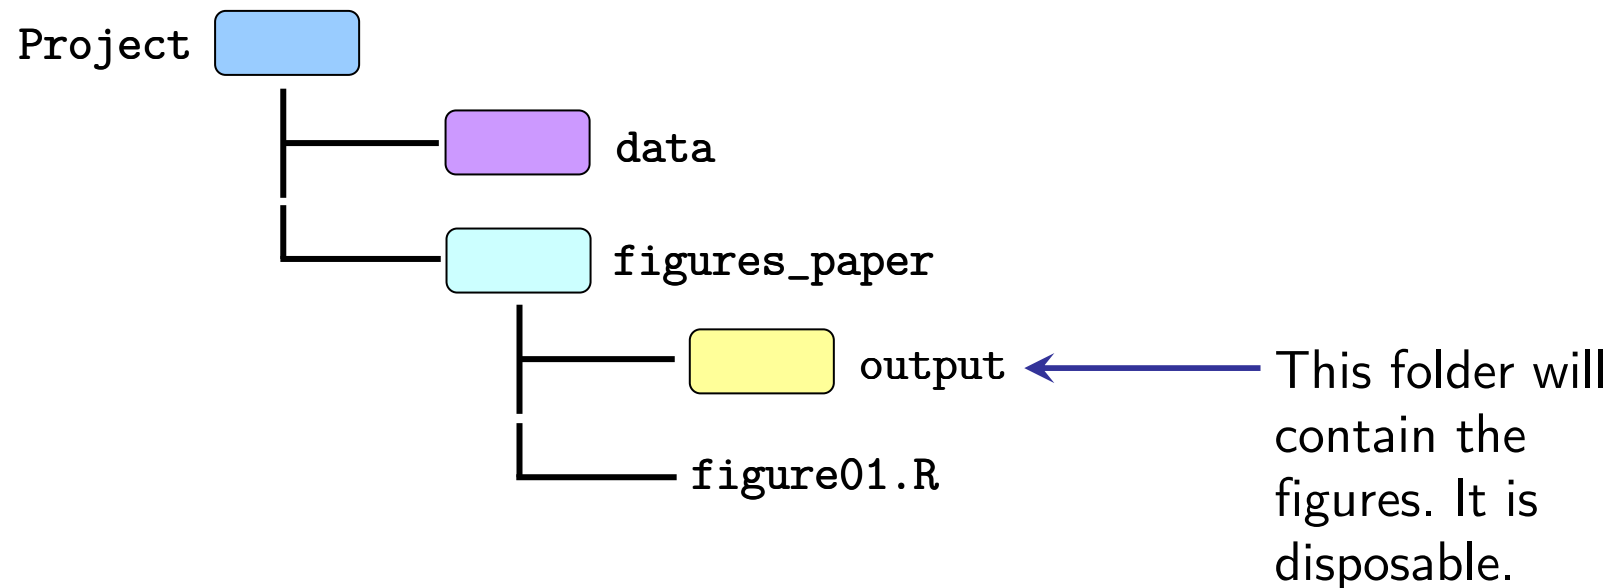 Project
data
figures_paper
output
This folder will
contain the
figures. It is
disposable.
figure01.R